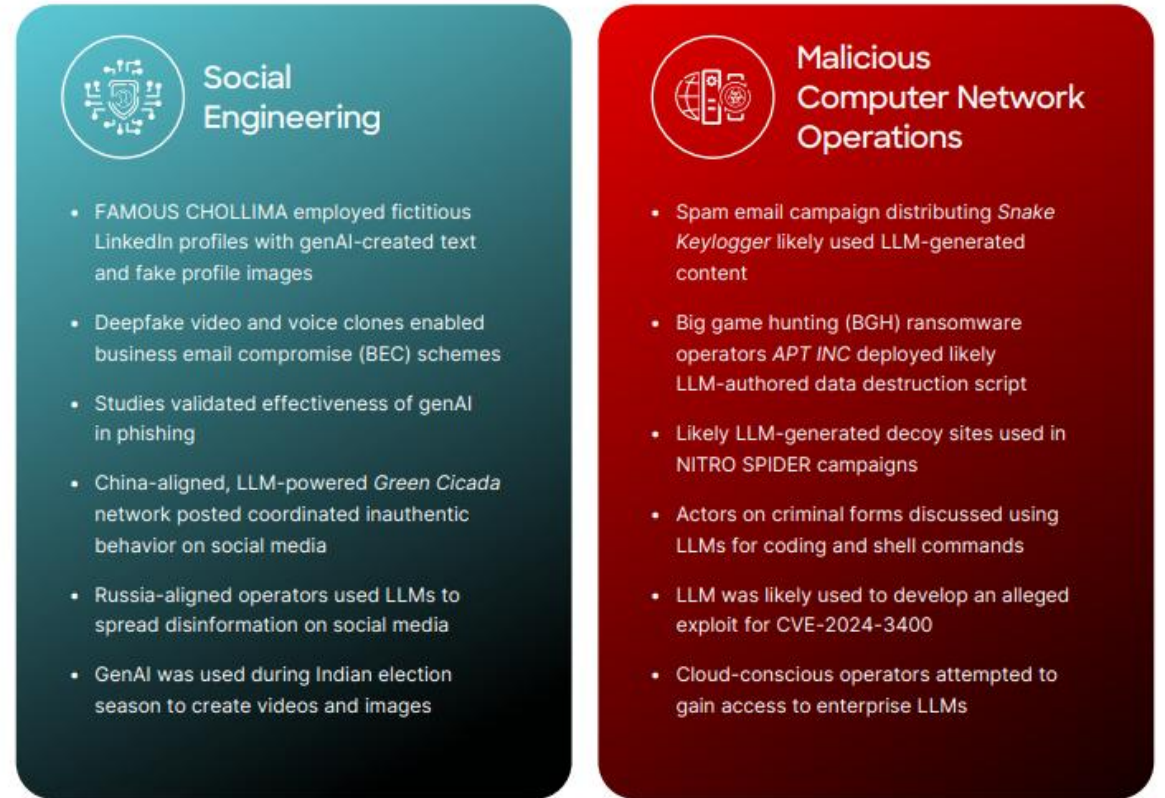 Social
Engineering
• FAMOUS CHOLLIMA employed fictitious
LinkedIn profiles with genAI-created text
and fake profile images
• Deepfake video and voice clones enabled
business email compromise (BEC) schemes
• Studies validated effectiveness of genAI
in phishing
• China-aligned, LLM-powered Green Cicada
network posted coordinated inauthentic
behavior on social media
• Russia-aligned operators used LLMs to
spread disinformation on social media
• GenAI was used during Indian election
season to create videos and images
Malicious
Computer Network
Operations
• Spam email campaign distributing Snake
Keylogger likely used LLM-generated
content
• Big game hunting (BGH) ransomware
operators APT INC deployed likely
LLM-authored data destruction script
• Likely LLM-generated decoy sites used in
NITRO SPIDER campaigns
• Actors on criminal forms discussed using
LLMs for coding and shell commands
• LLM was likely used to develop an alleged
exploit for CVE-2024-3400
• Cloud-conscious operators attempted to
gain access to enterprise LLMs